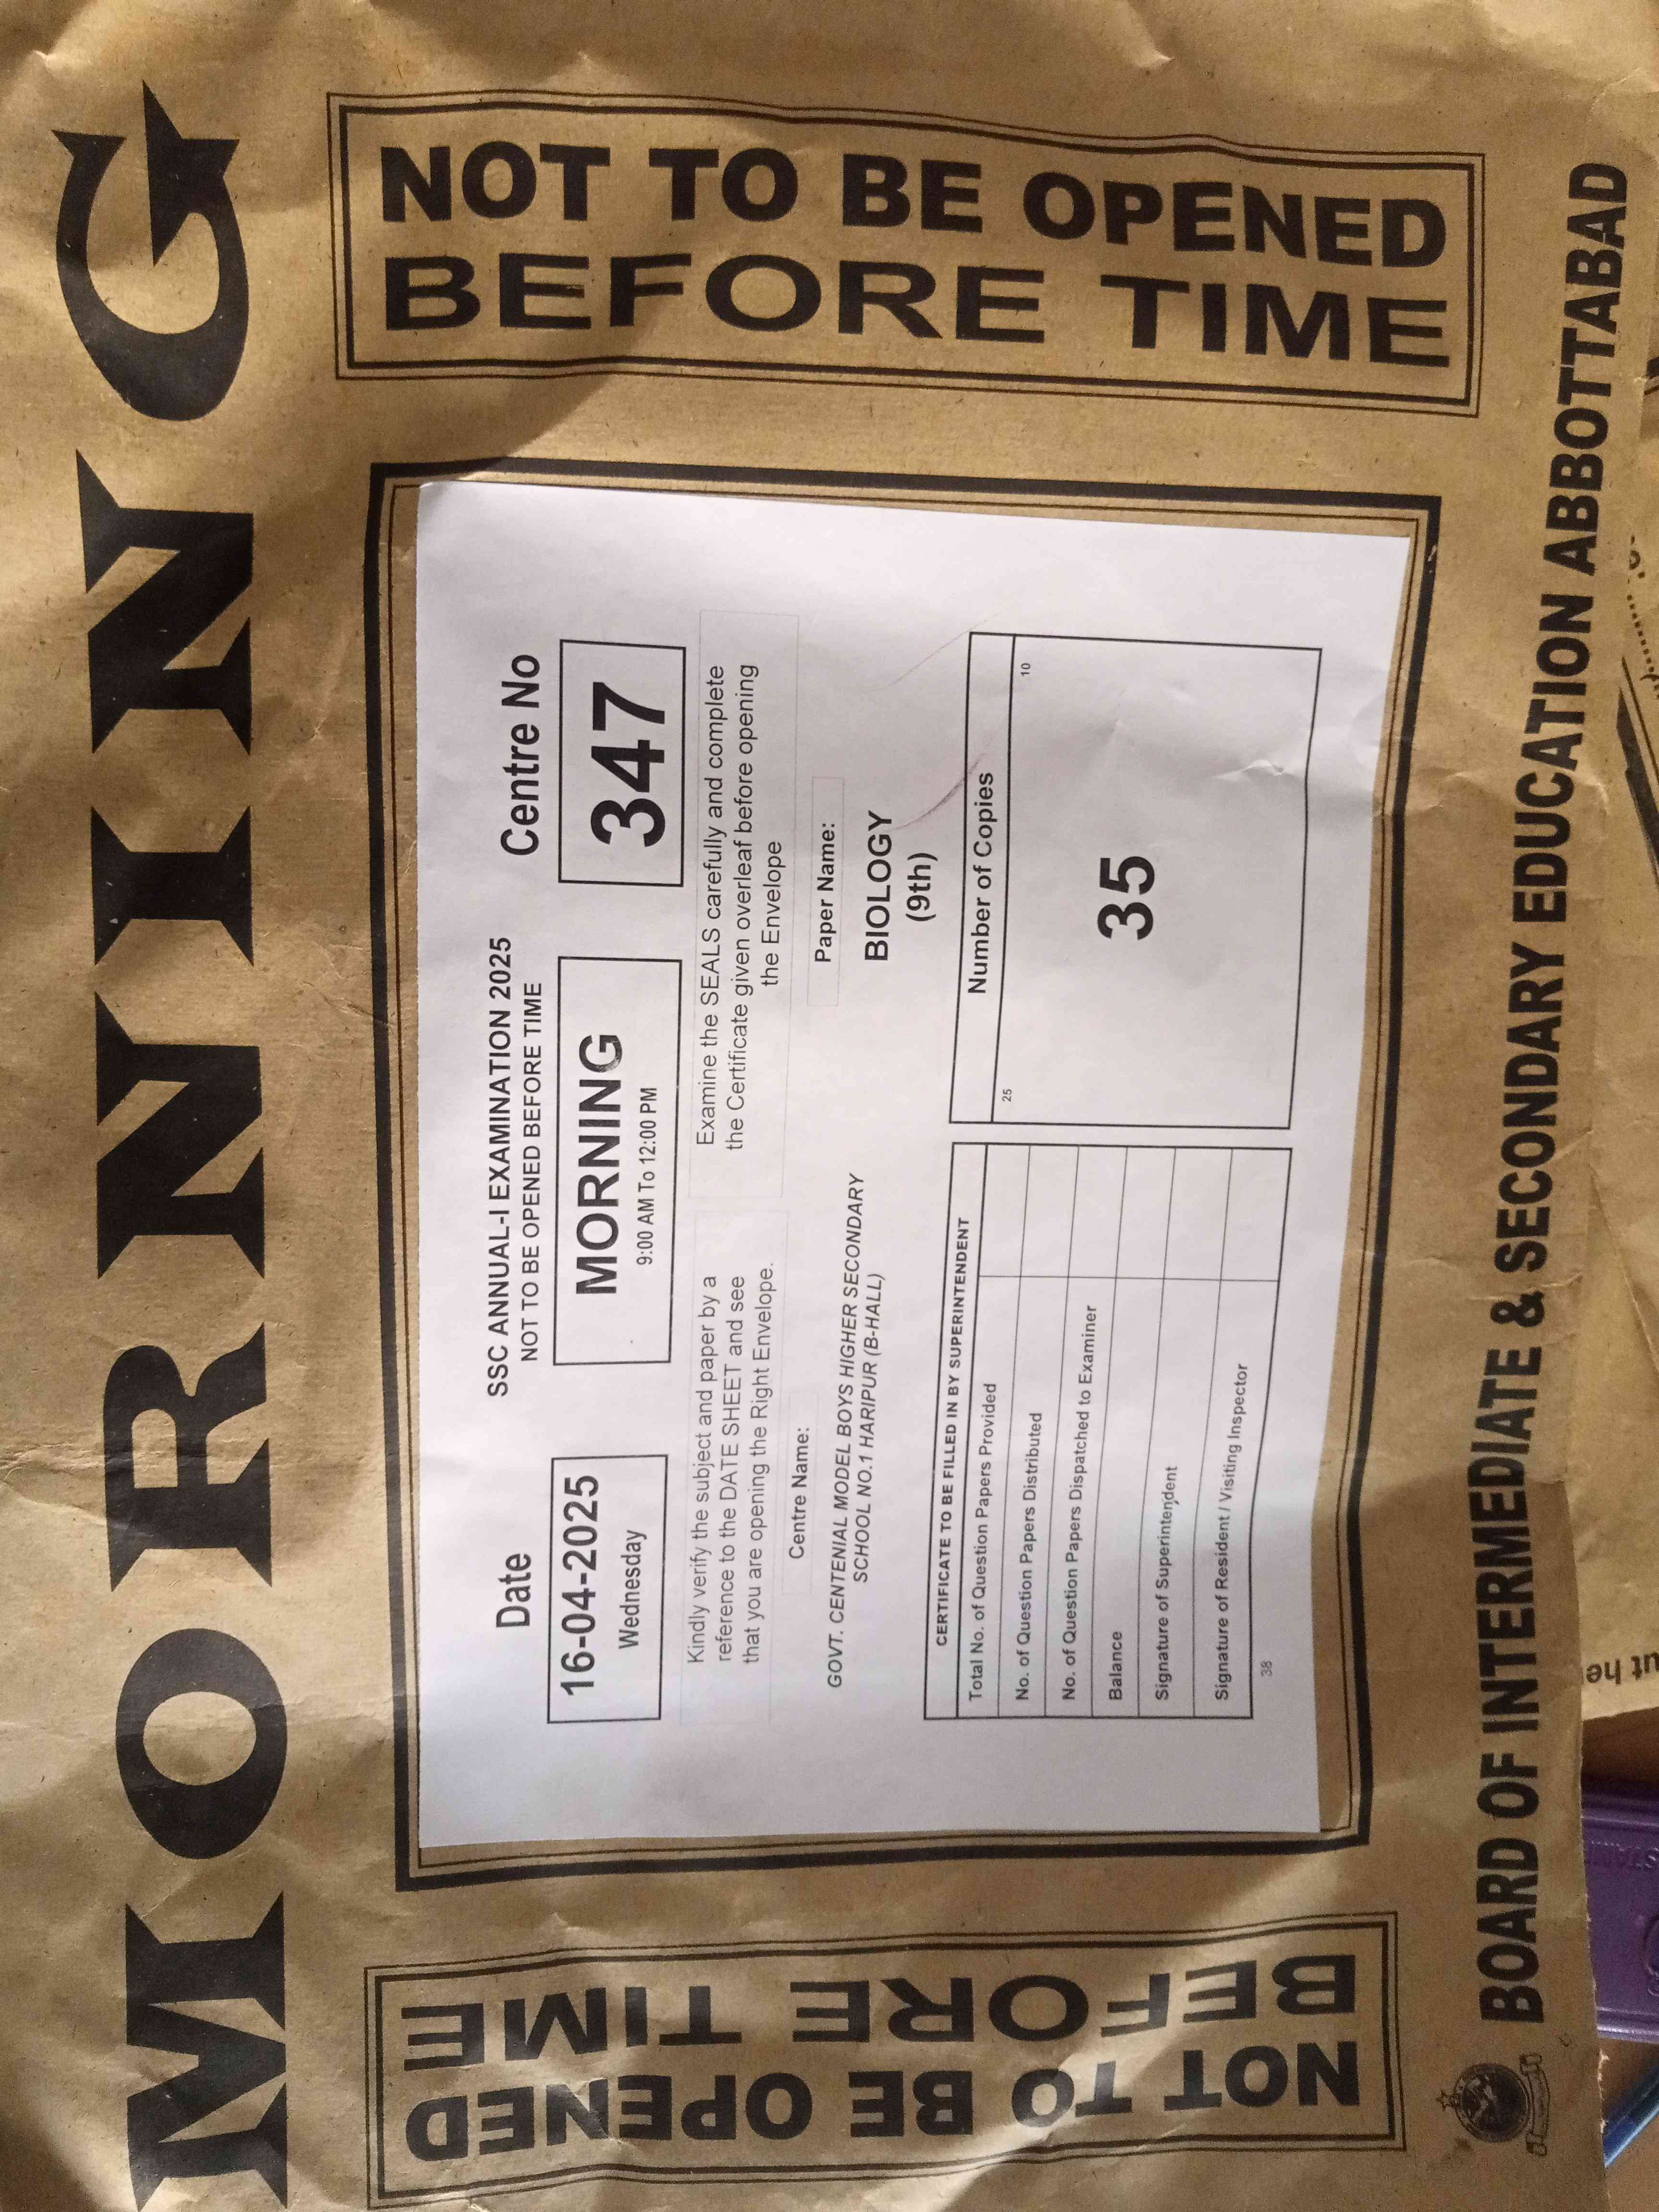 MORNING
NOT TO BE OPENED
BEFORE TIME
NOT TO BE OPENED
BEFORE TIME
SSC ANNUAL-I EXAMINATION 2025
NOT TO BE OPENED BEFORE TIME
Date
16-04-2025
Wednesday
MORNING
9:00 AM To 12:00 PM
Centre No
347
Kindly verify the subject and paper by a
reference to the DATE SHEET and see
that you are opening the Right Envelope.
Examine the SEALS carefully and complete
the Certificate given overleaf before opening
the Envelope
Centre Name:
GOVT. CENTENIAL MODEL BOYS HIGHER SECONDARY
SCHOOL NO.1 HARIPUR (B-HALL)
Paper Name:
BIOLOGY
(9th)
CERTIFICATE TO BE FILLED IN BY SUPERINTENDENT
Total No. of Question Papers Provided
No. of Question Papers Distributed
No. of Question Papers Dispatched to Examiner
Balance
Signature of Superintendent
Signature of Resident / Visiting Inspector
38
Number of Copies
25 10
35
BOARD OF INTERMEDIATE & SECONDARY EDUCATION ABBOTTABAD